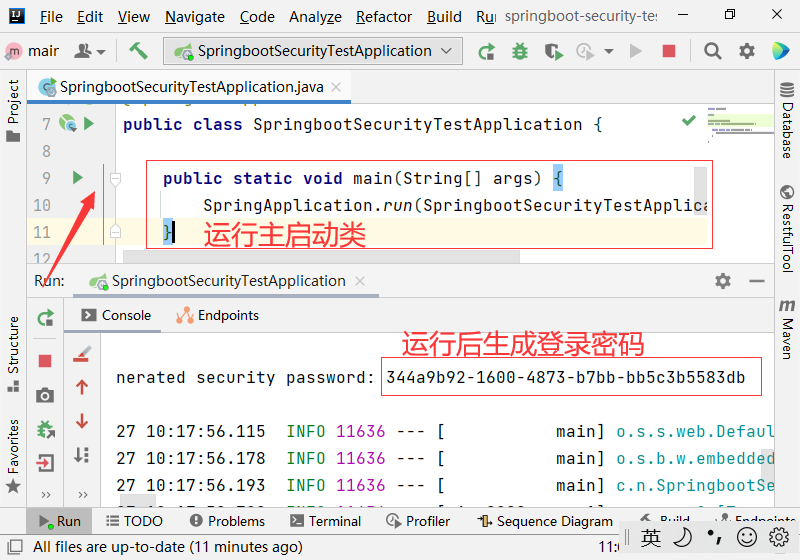 File Edit View Navigate Code Analyze Refactor Build springboot-security-tes
main SpringbootSecurityTestApplication
SpringbootSecurityTestApplication.java
Project
7 public class SpringbootSecurityTestApplication {
8
9 public static void main(String[] args) {
10 SpringApplication.run(SpringbootSecurityTestApplica
11 }
运行主启动类
12
Database
RestfulTool
Maven
Run: SpringbootSecurityTestApplication
Console Endpoints
Structure
Favorites
运行后生成登录密码
nerated security password: 344a9b92-1600-4873-b7bb-bb5c3b5583db
27 10:17:56.115 INFO 11636 --- [ main] o.s.s.web.Defaul
27 10:17:56.178 INFO 11636 --- [ main] o.s.b.w.embedded
27 10:17:56.193 INFO 11636 --- [ main] c.n.SpringbootSe
Run TODO Problems Terminal Profiler Sequence Diagram Build Endpoints
All files are up-to-date (11 minutes ago) 英